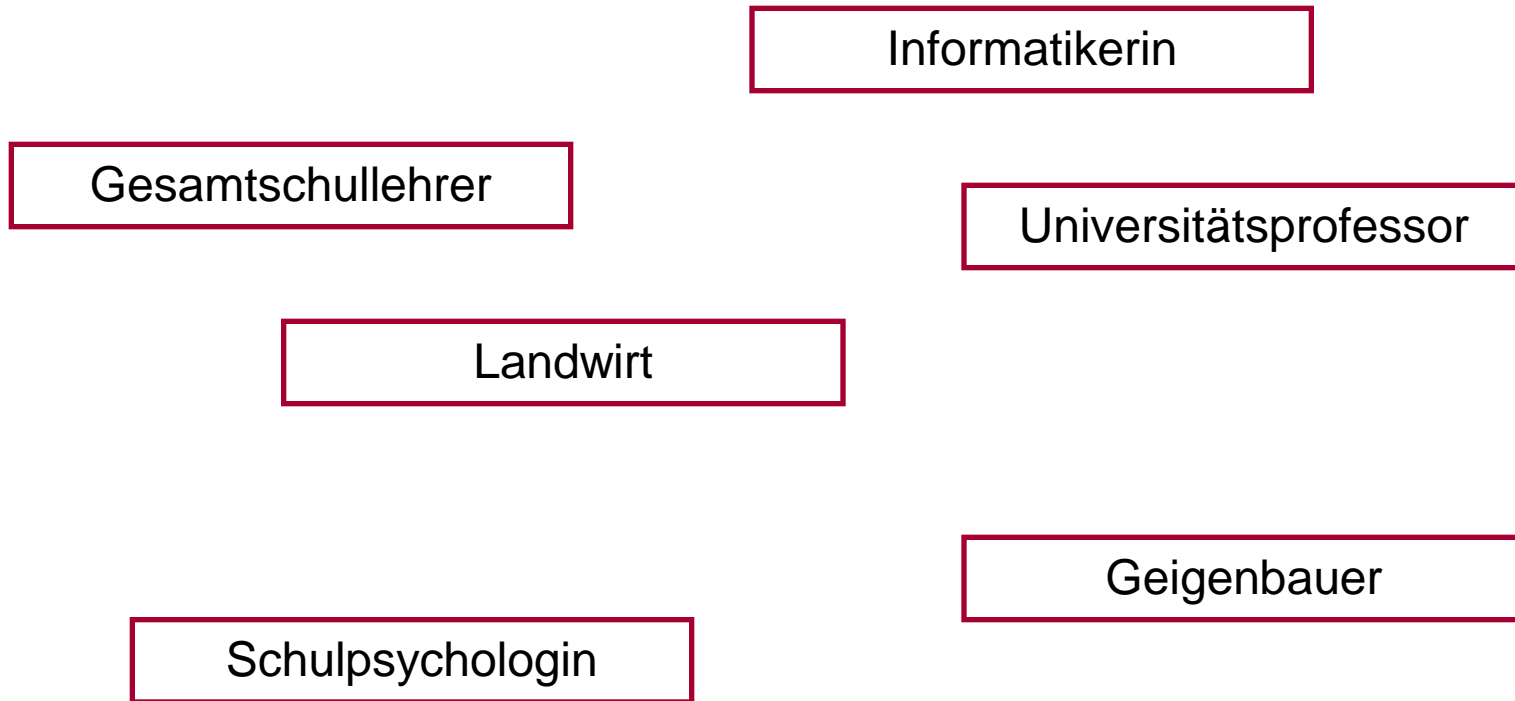 Informatikerin
Gesamtschullehrer
Universitätsprofessor
Landwirt
Geigenbauer
Schulpsychologin